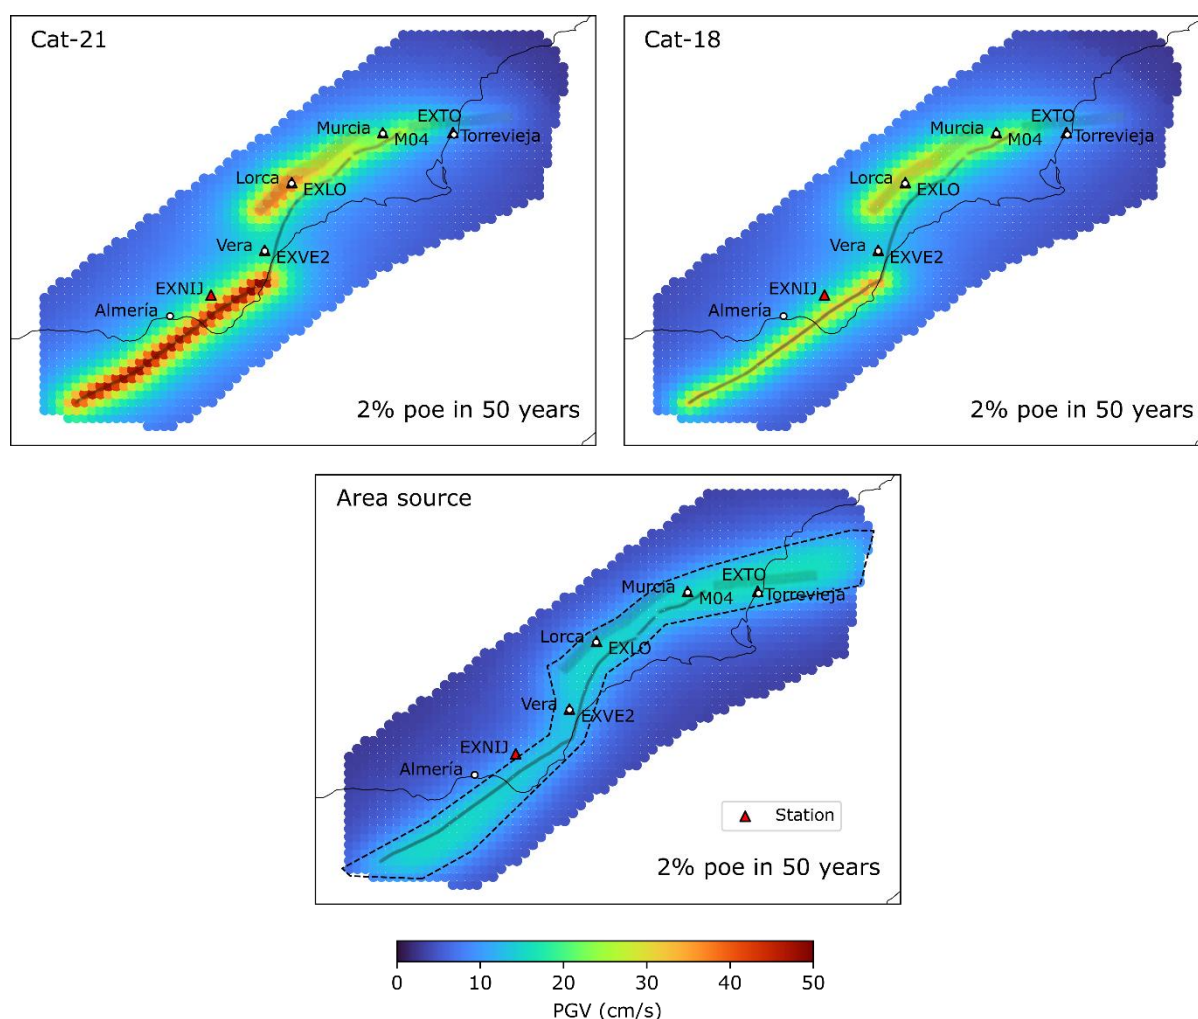 Cat-21
EXTO
Murcia
M04
Torrevieja
Lorca
EXLO
Vera
EXVE2
EXNIJ
Almería
2% poe in 50 years
Cat-18
EXTO
Murcia
M04
Torrevieja
Lorca
EXLO
Vera
EXVE2
EXNIJ
Almería
2% poe in 50 years
Area source
EXTO
Murcia
M04
Torrevieja
Lorca
EXLO
Vera
EXVE2
EXNIJ
Almería
Station
2% poe in 50 years
0 10 20 30 40 50
PGV (cm/s)